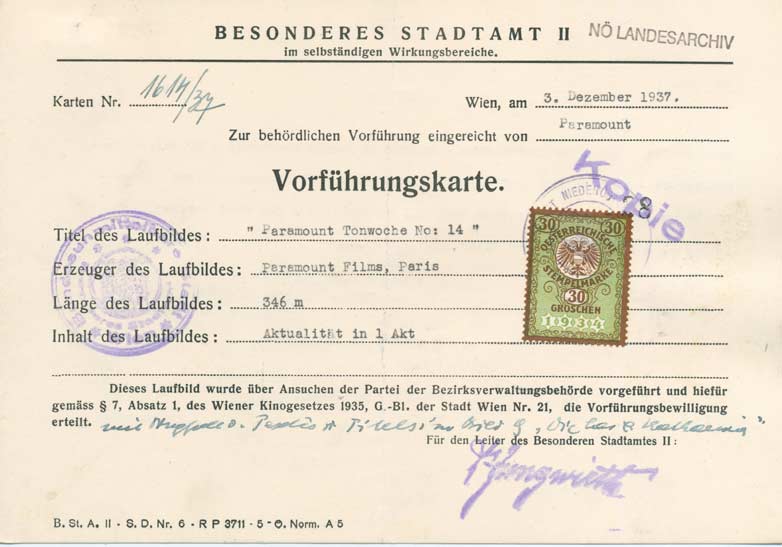 BESONDERES STADTAMT II
NÖ LANDESARCHIV
im selbständigen Wirkungsbereiche.
Karten Nr. 1614/37
Wien, am 3. Dezember 1937.
Zur behördlichen Vorführung eingereicht von Paramount
Kopie
Vorführungskarte.
Titel des Laufbildes: " Paramount Tonwoche No: 14 "
Erzeuger des Laufbildes: Paramount Films, Paris
Länge des Laufbildes: 346 m
Inhalt des Laufbildes: Aktualität in 1 Akt
30 30
OESTERREICHISCHE
STEMPELMARKE
30
GROSCHEN
1934
Dieses Laufbild wurde über Ansuchen der Partei der Bezirksverwaltungsbehörde vorgeführt und hiefür
gemäss § 7, Absatz 1, des Wiener Kinogesetzes 1935, G.-Bl. der Stadt Wien Nr. 21, die Vorführungsbewilligung
erteilt. mit
Für den Leiter des Besonderen Stadtamtes II:
B. St. A. II - S. D. Nr. 6 - R P 3711 - 5 - Ö. Norm. A 5